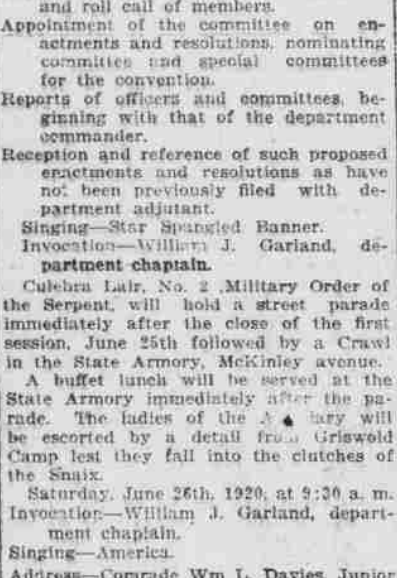 and roll call of members.
Appointment of the committee on en-
actments and resolutions, nominating
committee and special committees
for the convention.
Reports of officers and committees, be-
ginning with that of the department
commander.
Reception and reference of such proposed
enactments and resolutions as have
not been previously filed with de-
partment adjutant.
Singing—Star Spangled Banner.
Invocation—William J. Garland, de-
partment chaplain.
Culebra Lair, No. 2 ,Military Order of
the Serpent, will hold a street parade
immediately after the close of the first
session, June 25th followed by a Crawl
in the State Armory, McKinley avenue.
A buffet lunch will be served at the
State Armory immediately after the pa-
rade. The ladies of the will
be escorted by a detail from Griswold
Camp lest they fall into the clutches of
the Snaix.
Saturday, June 26th, 1920, at 9:30 a. m.
Invocation—William J. Garland, depart-
ment chaplain.
Singing—America.
Address—Comrade Wm L. Davies, Junior